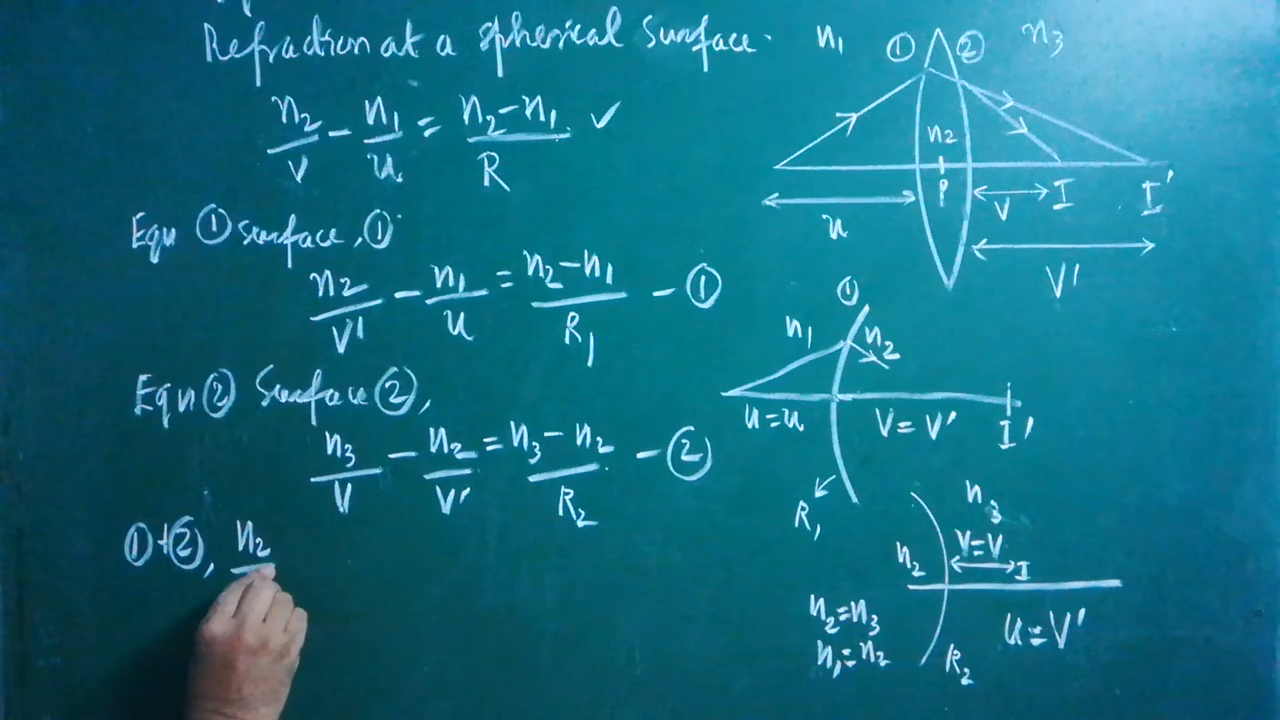 Refraction at a spherical surface.
n₂/v − n₁/u = n₂−n₁/R ✓
Equ ① surface, ①
n₂/v' − n₁/u = n₂−n₁/R₁ − ①
Equ ② Surface ②,
n₃/v − n₂/v' = n₃−n₂/R₂ − ②
①+②, n₂
n₁ ① ② n₃
n₂
P
u v I I'
v'
①
n₁ n₂
u=u v=v' I'
R₁
n₃
n₂ v=v I
n₂=n₃ u=v'
n₁=n₂ R₂